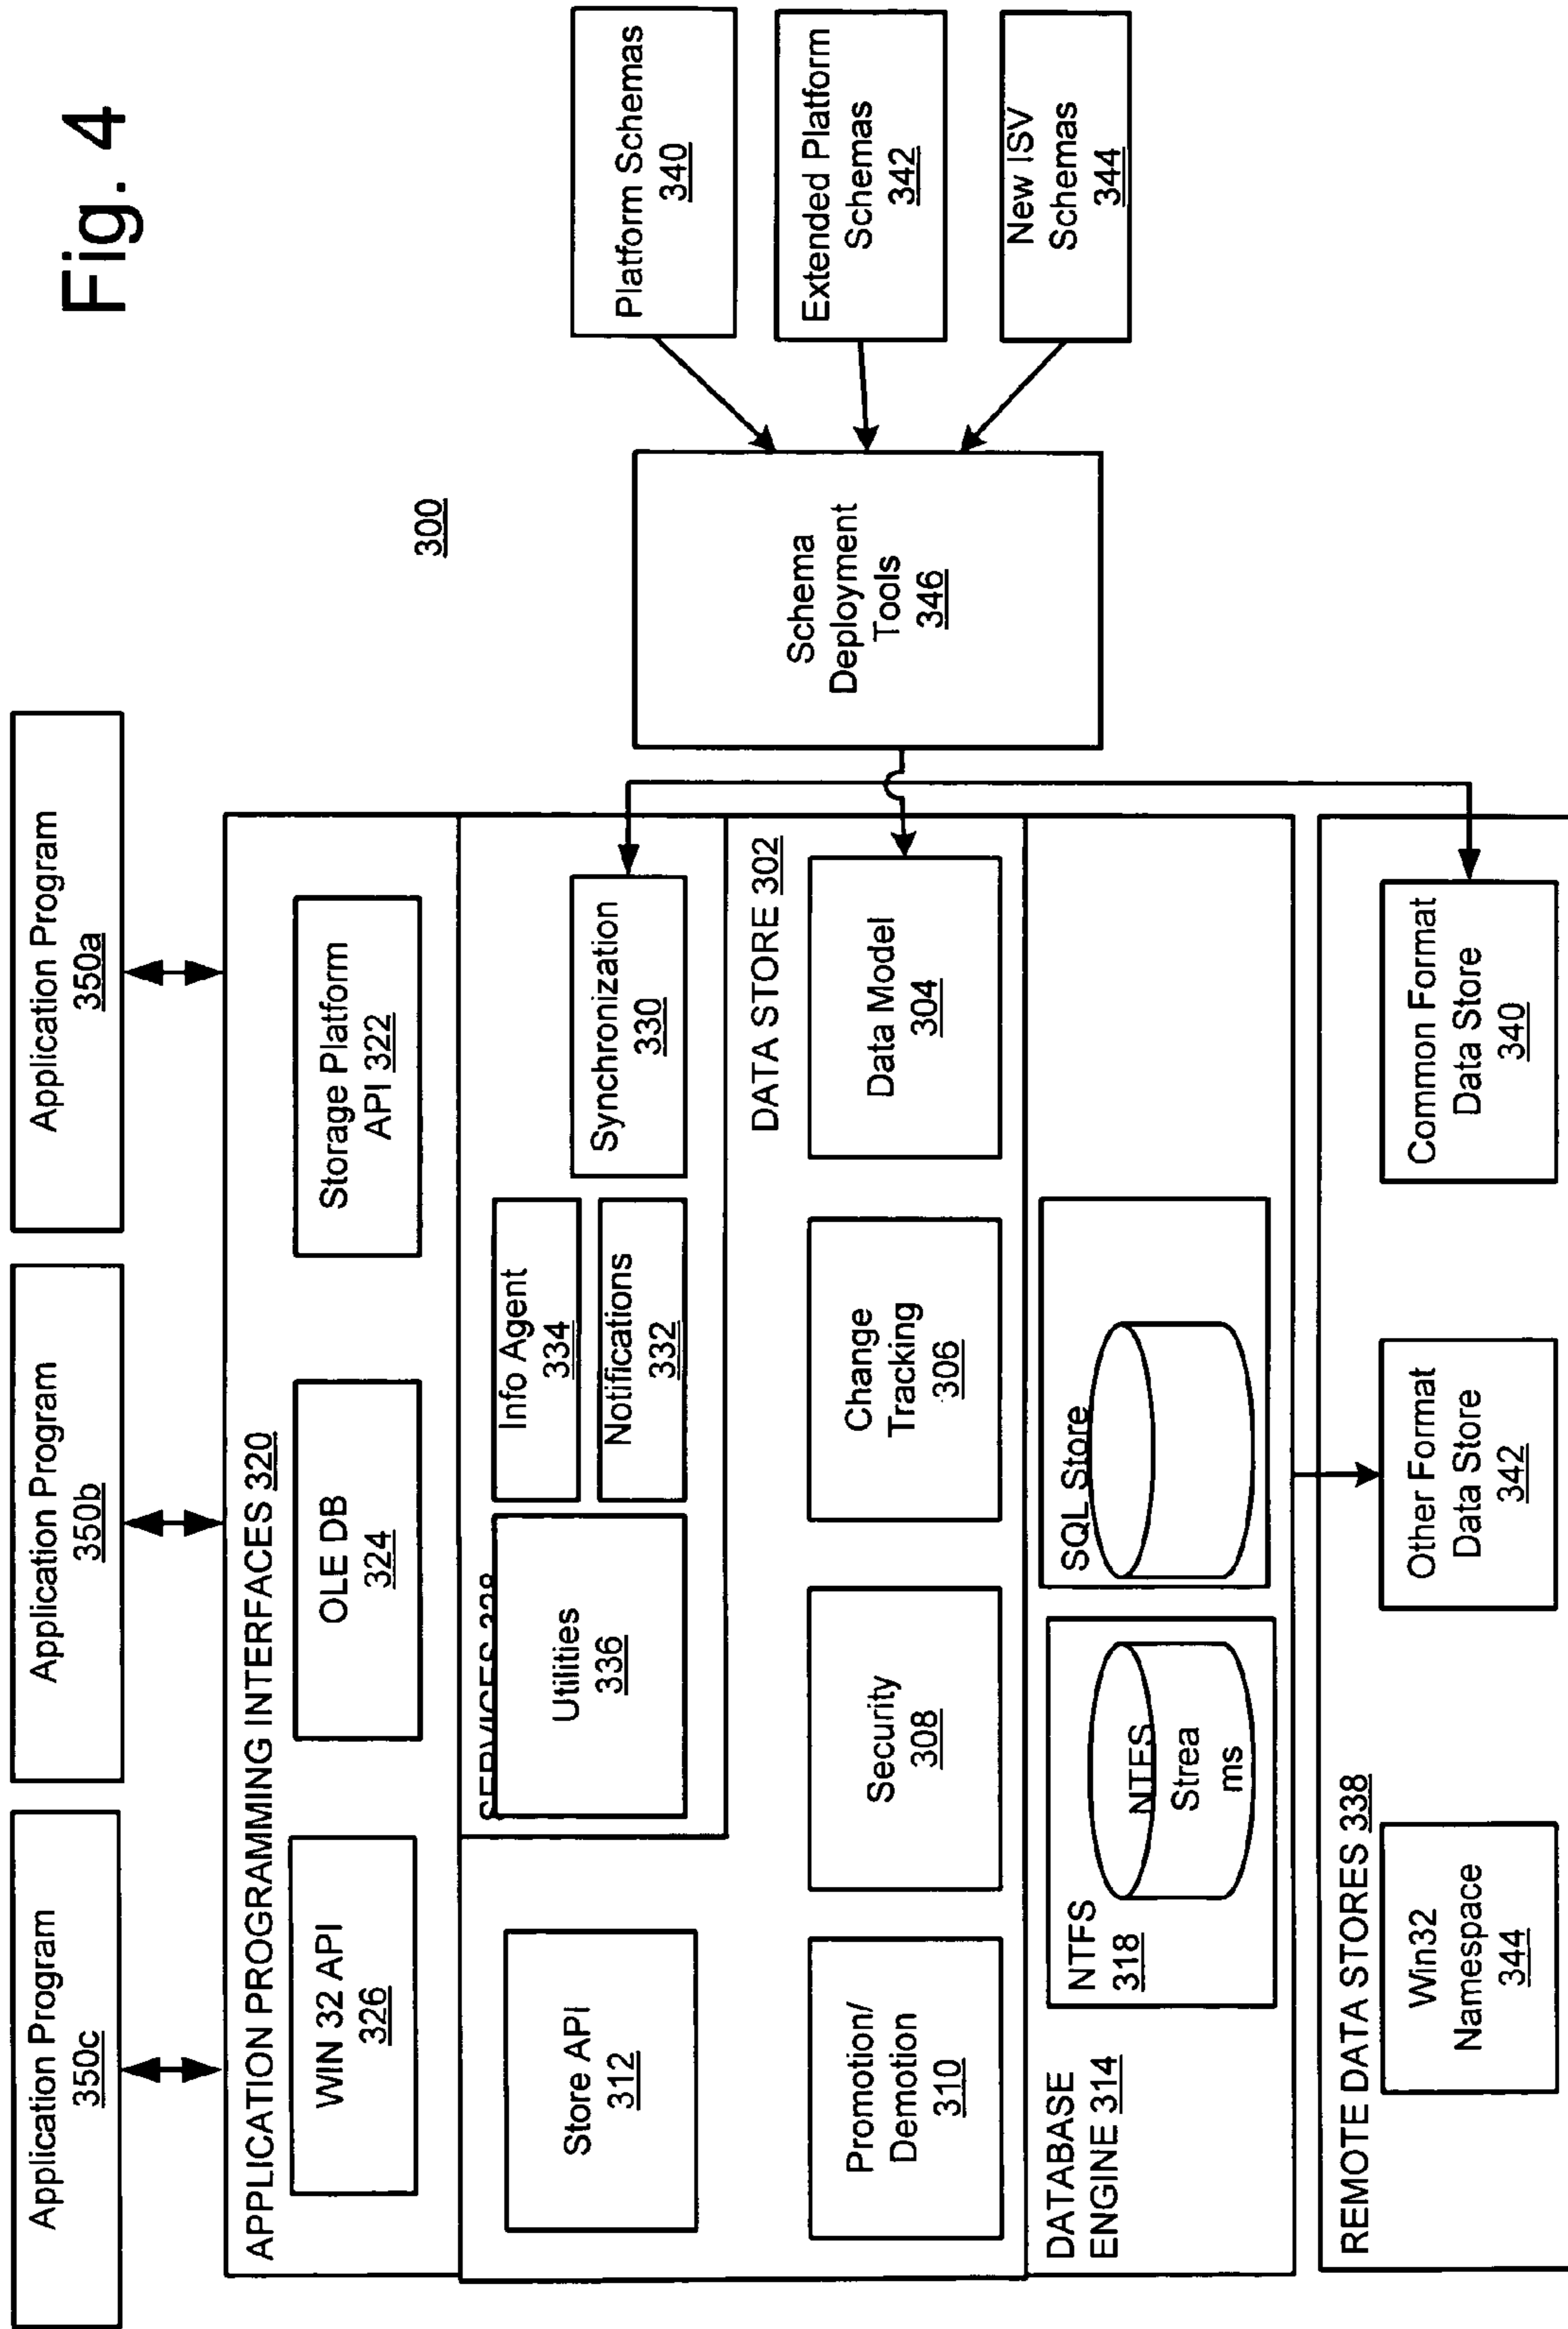 Fig. 4
300
Application Program
350c
Application Program
350b
Application Program
350a
APPLICATION PROGRAMMING INTERFACES 320
WIN 32 API
326
OLE DB
324
Storage Platform
API 322
SERVICES 328
Store API
312
Utilities
336
Info Agent
334
Notifications
332
Synchronization
330
DATA STORE 302
Promotion/
Demotion
310
Security
308
Change
Tracking
306
Data Model
304
DATABASE
ENGINE 314
NTFS
318
NTFS
Strea
ms
SQL Store
REMOTE DATA STORES 338
Win32
Namespace
344
Other Format
Data Store
342
Common Format
Data Store
340
Schema
Deployment
Tools
346
Platform Schemas
340
Extended Platform
Schemas
342
New ISV
Schemas
344